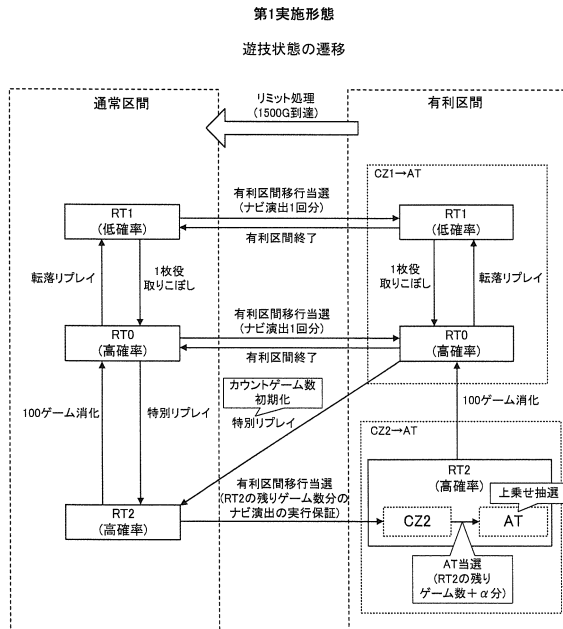 第1実施形態
遊技状態の遷移
通常区間
リミット処理
(1500G到達)
有利区間
CZ1→AT
RT1
(低確率)
有利区間移行当選
(ナビ演出1回分)
有利区間終了
RT1
(低確率)
転落リプレイ
1枚役
取りこぼし
1枚役
取りこぼし
転落リプレイ
RT0
(高確率)
有利区間移行当選
(ナビ演出1回分)
有利区間終了
RT0
(高確率)
カウントゲーム数
初期化
100ゲーム消化
特別リプレイ
特別リプレイ
100ゲーム消化
CZ2→AT
RT2
(高確率)
有利区間移行当選
(RT2の残りゲーム数分の
ナビ演出の実行保証)
RT2
(高確率)
上乗せ抽選
CZ2
AT
AT当選
(RT2の残り
ゲーム数+α分)